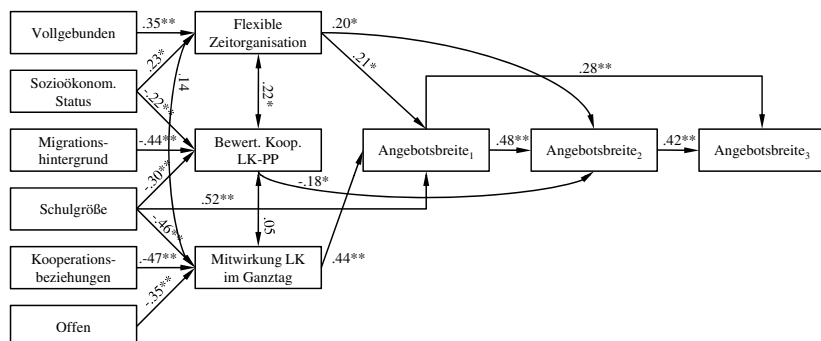 Vollgebunden
.35**
Flexible
Zeitorganisation
.20*
.23*
.14
.21*
.28**
Sozioökonom.
Status
-.22**
.22*
Migrations-
hintergrund
-.44**
Bewert. Koop.
LK-PP
Angebotsbreite1
.48**
Angebotsbreite2
.42**
Angebotsbreite3
-.30**
-.18*
Schulgröße
.52**
-.46**
.05
Kooperations-
beziehungen
.-47**
Mitwirkung LK
im Ganztag
.44**
-.35**
Offen